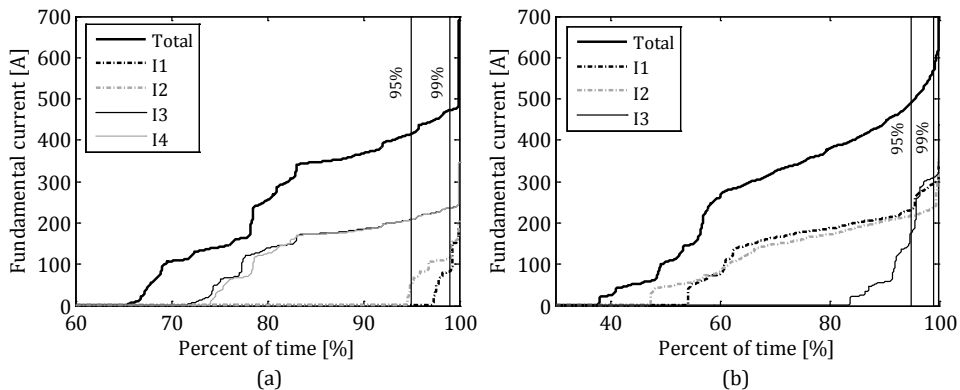 700
600
500
400
300
200
100
0
Fundamental current [A]
Total
I1
I2
I3
I4
95%
99%
60
70
80
90
100
Percent of time [%]
(a)
700
600
500
400
300
200
100
0
Fundamental current [A]
Total
I1
I2
I3
95%
99%
40
60
80
100
Percent of time [%]
(b)